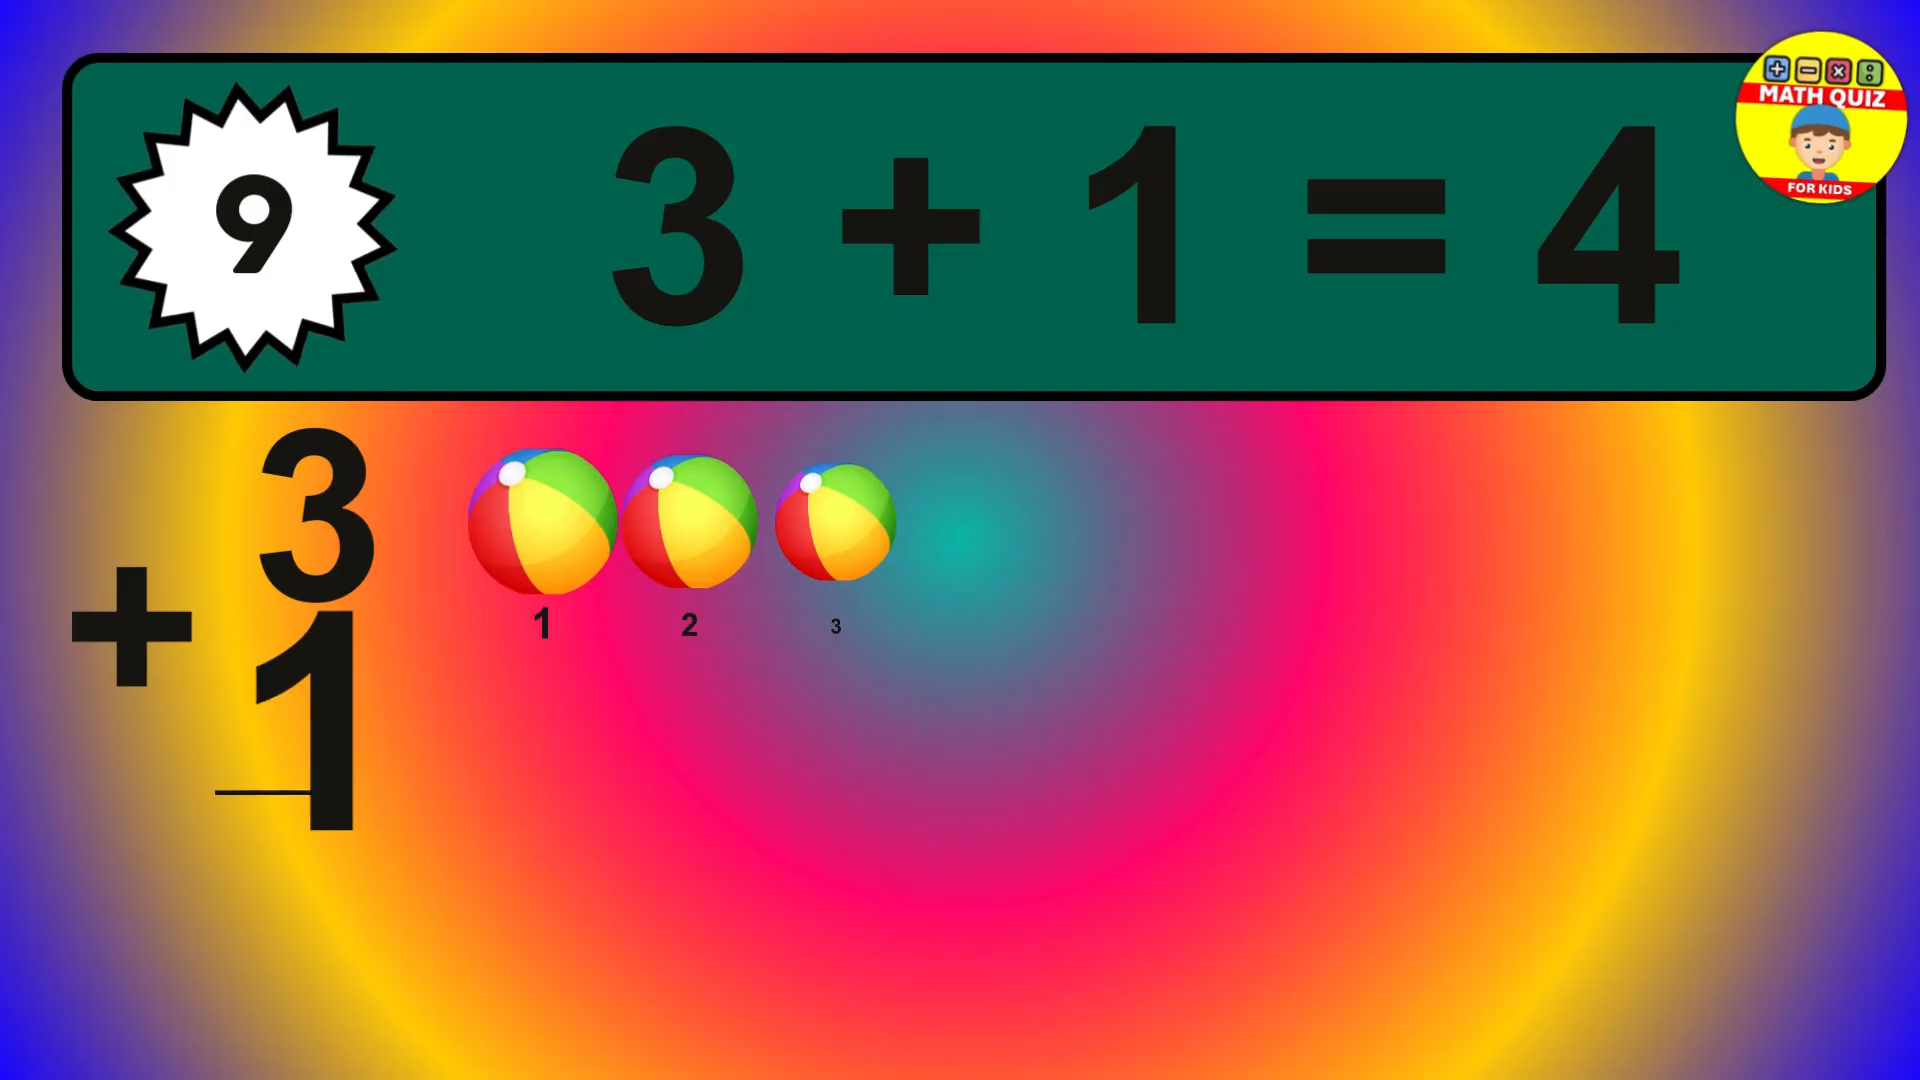 9 3 + 1 = 4
+ - × ÷
MATH QUIZ
FOR KIDS
3
+
1
1 2 3